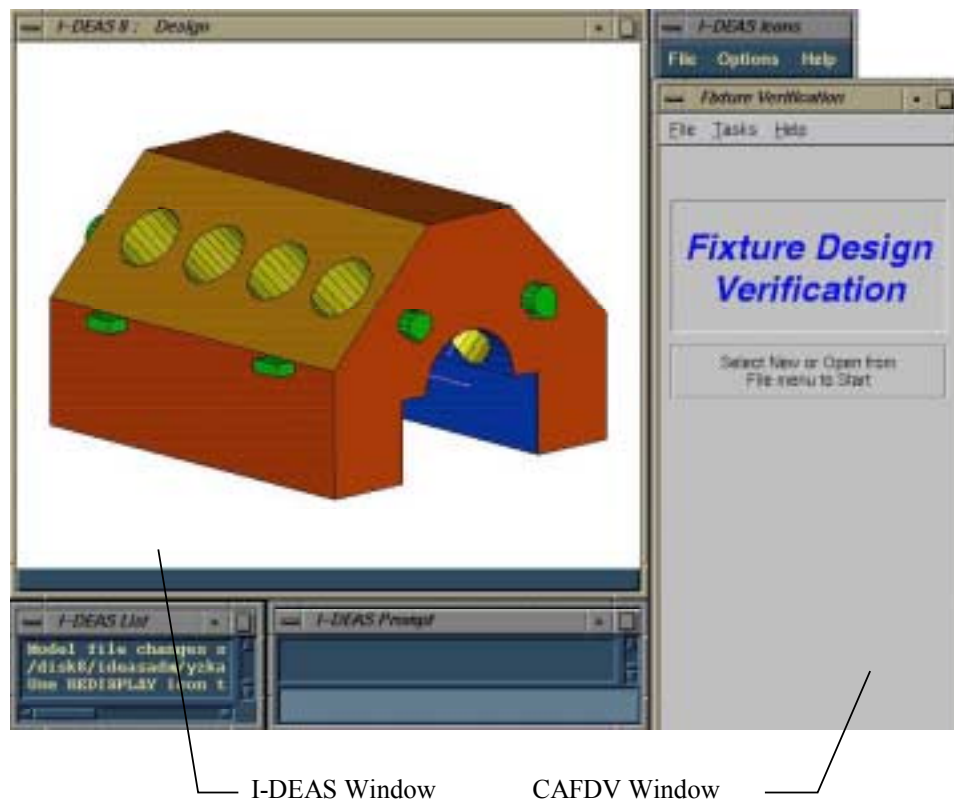 I-DEAS 8 : Design
I-DEAS Icons
File Options Help
Fixture Verification
File Tasks Help
Fixture Design
Verification
Select New or Open from
File menu to Start
I-DEAS List
Model file changes s
/disk8/ideasadm/yzka
Use REDISPLAY icon t
I-DEAS Prompt
I-DEAS Window
CAFDV Window